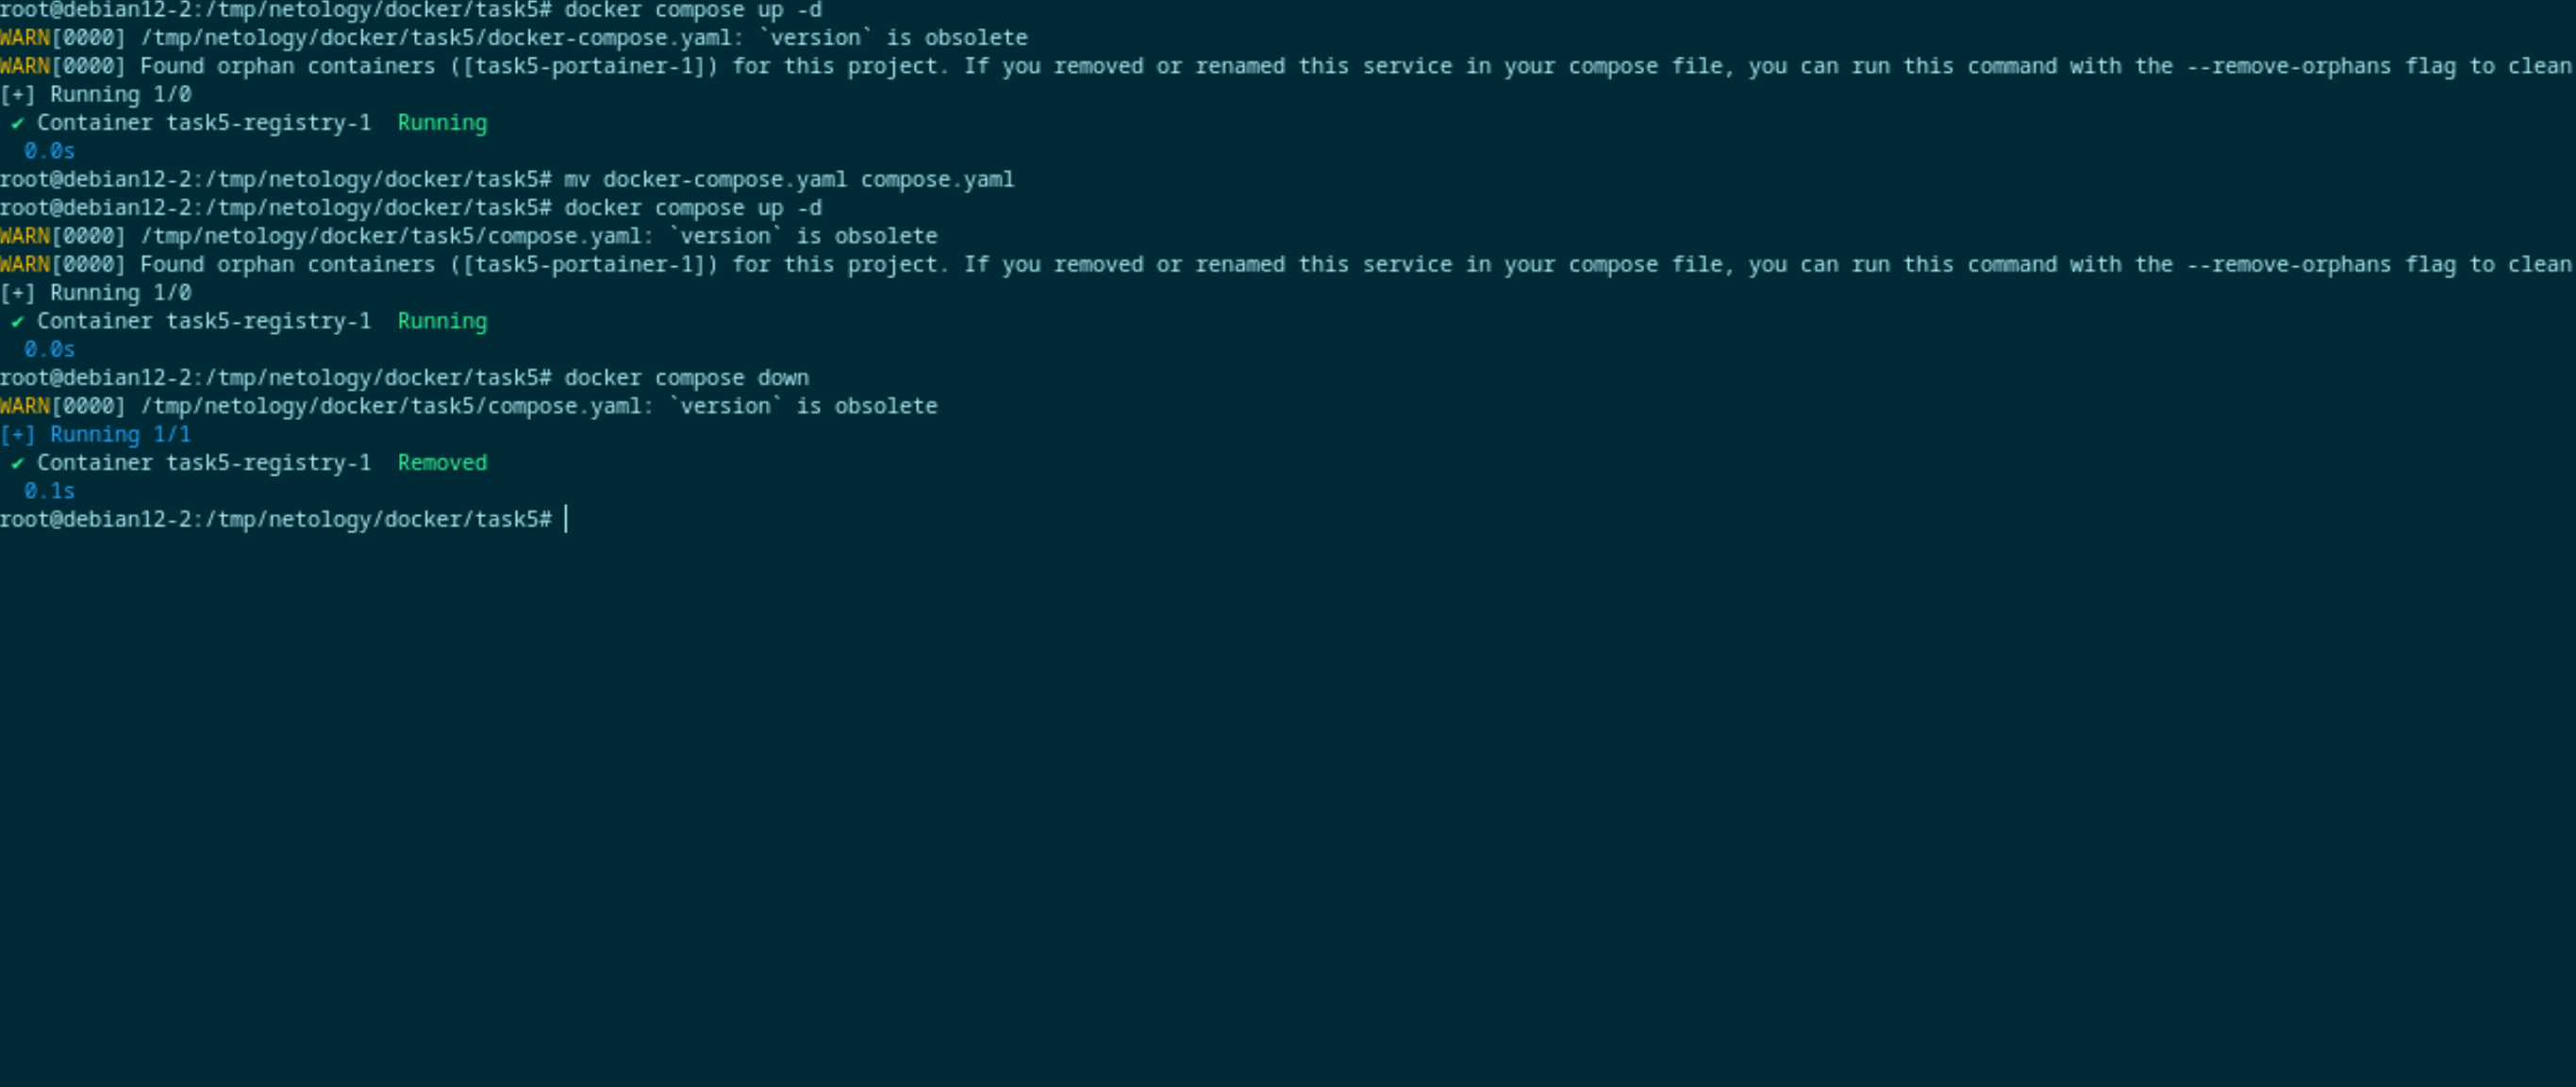 root@debian12-2:/tmp/netology/docker/task5# docker compose up -d
WARN[0000] /tmp/netology/docker/task5/docker-compose.yaml: `version` is obsolete
WARN[0000] Found orphan containers ([task5-portainer-1]) for this project. If you removed or renamed this service in your compose file, you can run this command with the --remove-orphans flag to clean
[+] Running 1/0
✔ Container task5-registry-1  Running
0.0s
root@debian12-2:/tmp/netology/docker/task5# mv docker-compose.yaml compose.yaml
root@debian12-2:/tmp/netology/docker/task5# docker compose up -d
WARN[0000] /tmp/netology/docker/task5/compose.yaml: `version` is obsolete
WARN[0000] Found orphan containers ([task5-portainer-1]) for this project. If you removed or renamed this service in your compose file, you can run this command with the --remove-orphans flag to clean
[+] Running 1/0
✔ Container task5-registry-1  Running
0.0s
root@debian12-2:/tmp/netology/docker/task5# docker compose down
WARN[0000] /tmp/netology/docker/task5/compose.yaml: `version` is obsolete
[+] Running 1/1
✔ Container task5-registry-1  Removed
0.1s
root@debian12-2:/tmp/netology/docker/task5#